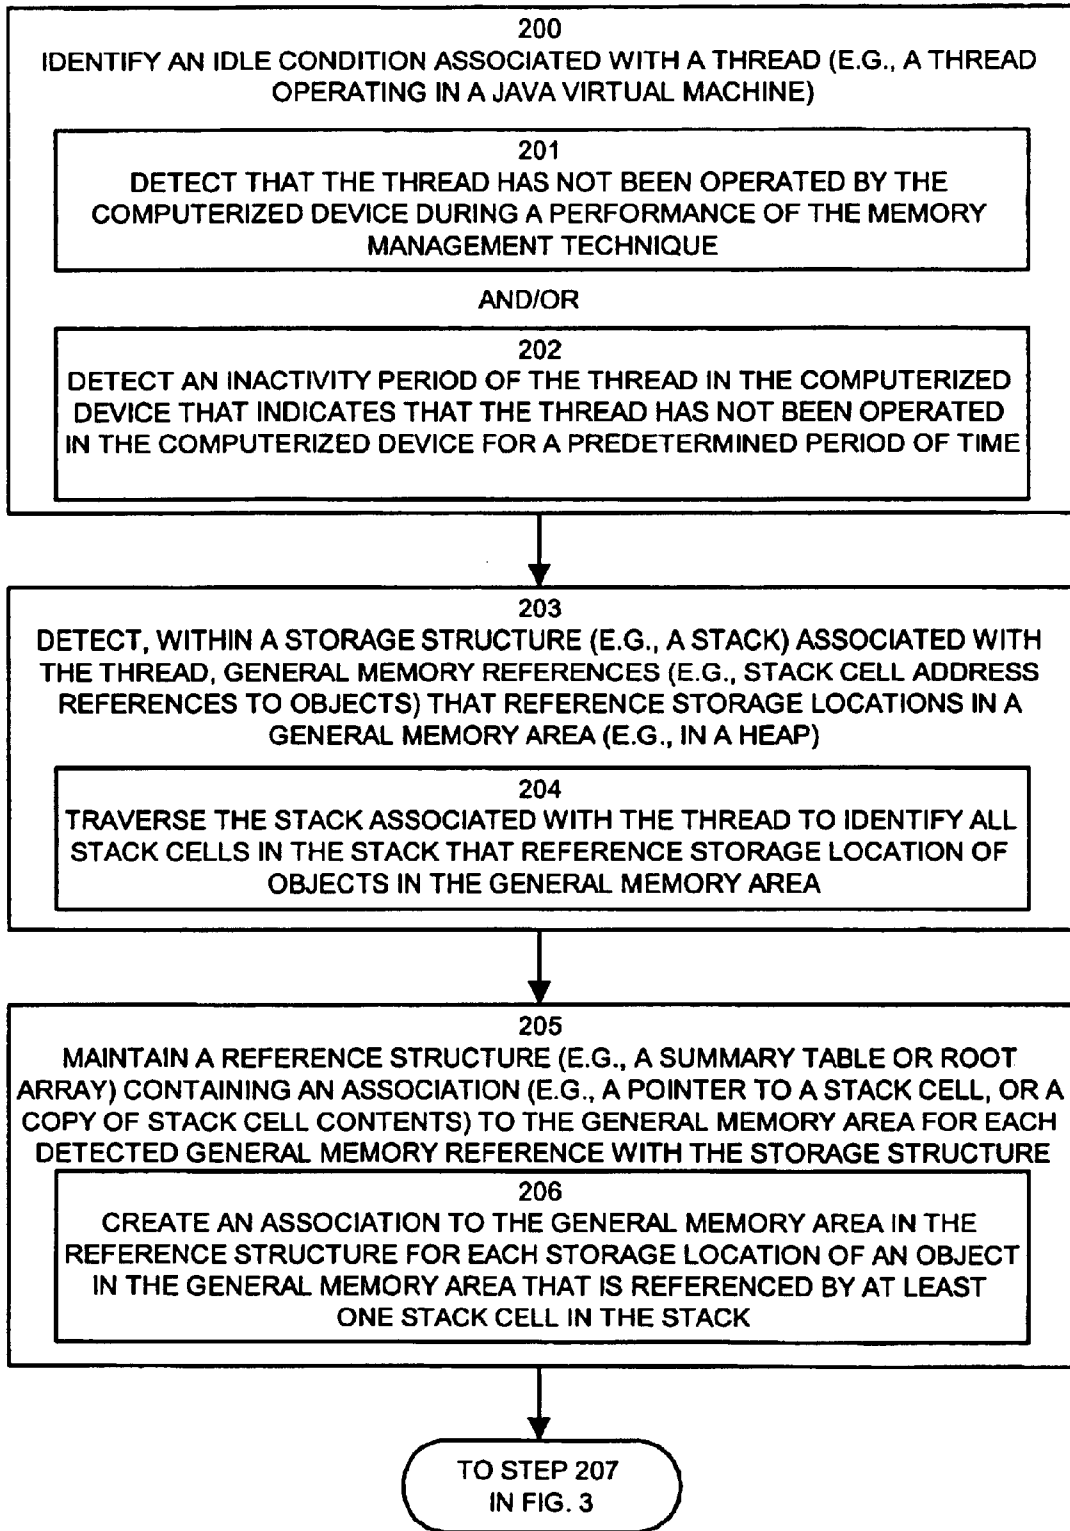 200
IDENTIFY AN IDLE CONDITION ASSOCIATED WITH A THREAD (E.G., A THREAD
OPERATING IN A JAVA VIRTUAL MACHINE)
201
DETECT THAT THE THREAD HAS NOT BEEN OPERATED BY THE
COMPUTERIZED DEVICE DURING A PERFORMANCE OF THE MEMORY
MANAGEMENT TECHNIQUE
AND/OR
202
DETECT AN INACTIVITY PERIOD OF THE THREAD IN THE COMPUTERIZED
DEVICE THAT INDICATES THAT THE THREAD HAS NOT BEEN OPERATED
IN THE COMPUTERIZED DEVICE FOR A PREDETERMINED PERIOD OF TIME
203
DETECT, WITHIN A STORAGE STRUCTURE (E.G., A STACK) ASSOCIATED WITH
THE THREAD, GENERAL MEMORY REFERENCES (E.G., STACK CELL ADDRESS
REFERENCES TO OBJECTS) THAT REFERENCE STORAGE LOCATIONS IN A
GENERAL MEMORY AREA (E.G., IN A HEAP)
204
TRAVERSE THE STACK ASSOCIATED WITH THE THREAD TO IDENTIFY ALL
STACK CELLS IN THE STACK THAT REFERENCE STORAGE LOCATION OF
OBJECTS IN THE GENERAL MEMORY AREA
205
MAINTAIN A REFERENCE STRUCTURE (E.G., A SUMMARY TABLE OR ROOT
ARRAY) CONTAINING AN ASSOCIATION (E.G., A POINTER TO A STACK CELL, OR A
COPY OF STACK CELL CONTENTS) TO THE GENERAL MEMORY AREA FOR EACH
DETECTED GENERAL MEMORY REFERENCE WITH THE STORAGE STRUCTURE
206
CREATE AN ASSOCIATION TO THE GENERAL MEMORY AREA IN THE
REFERENCE STRUCTURE FOR EACH STORAGE LOCATION OF AN OBJECT
IN THE GENERAL MEMORY AREA THAT IS REFERENCED BY AT LEAST
ONE STACK CELL IN THE STACK
TO STEP 207
IN FIG. 3